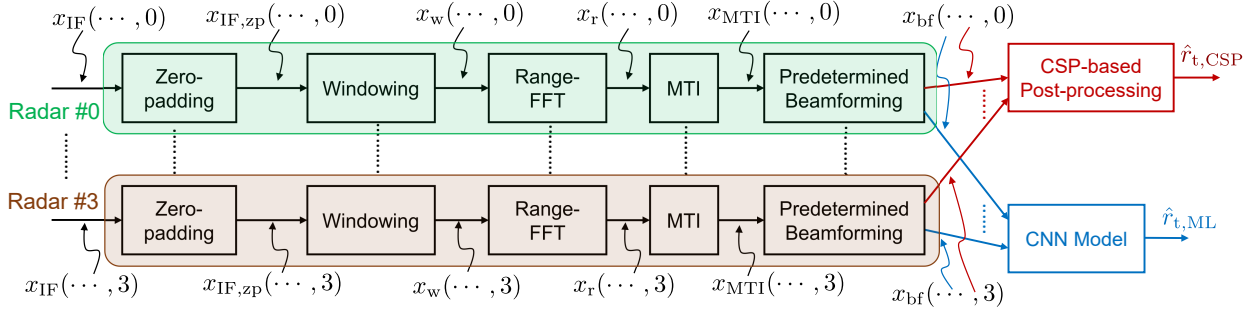 x_IF(⋯, 0)
x_IF,zp(⋯, 0)
x_w(⋯, 0)
x_r(⋯, 0)
x_MTI(⋯, 0)
x_bf(⋯, 0)
Radar #0
Zero-
padding
Windowing
Range-
FFT
MTI
Predetermined
Beamforming
CSP-based
Post-processing
r̂_t,CSP
Radar #3
Zero-
padding
Windowing
Range-
FFT
MTI
Predetermined
Beamforming
CNN Model
r̂_t,ML
x_IF(⋯, 3)
x_IF,zp(⋯, 3)
x_w(⋯, 3)
x_r(⋯, 3)
x_MTI(⋯, 3)
x_bf(⋯, 3)